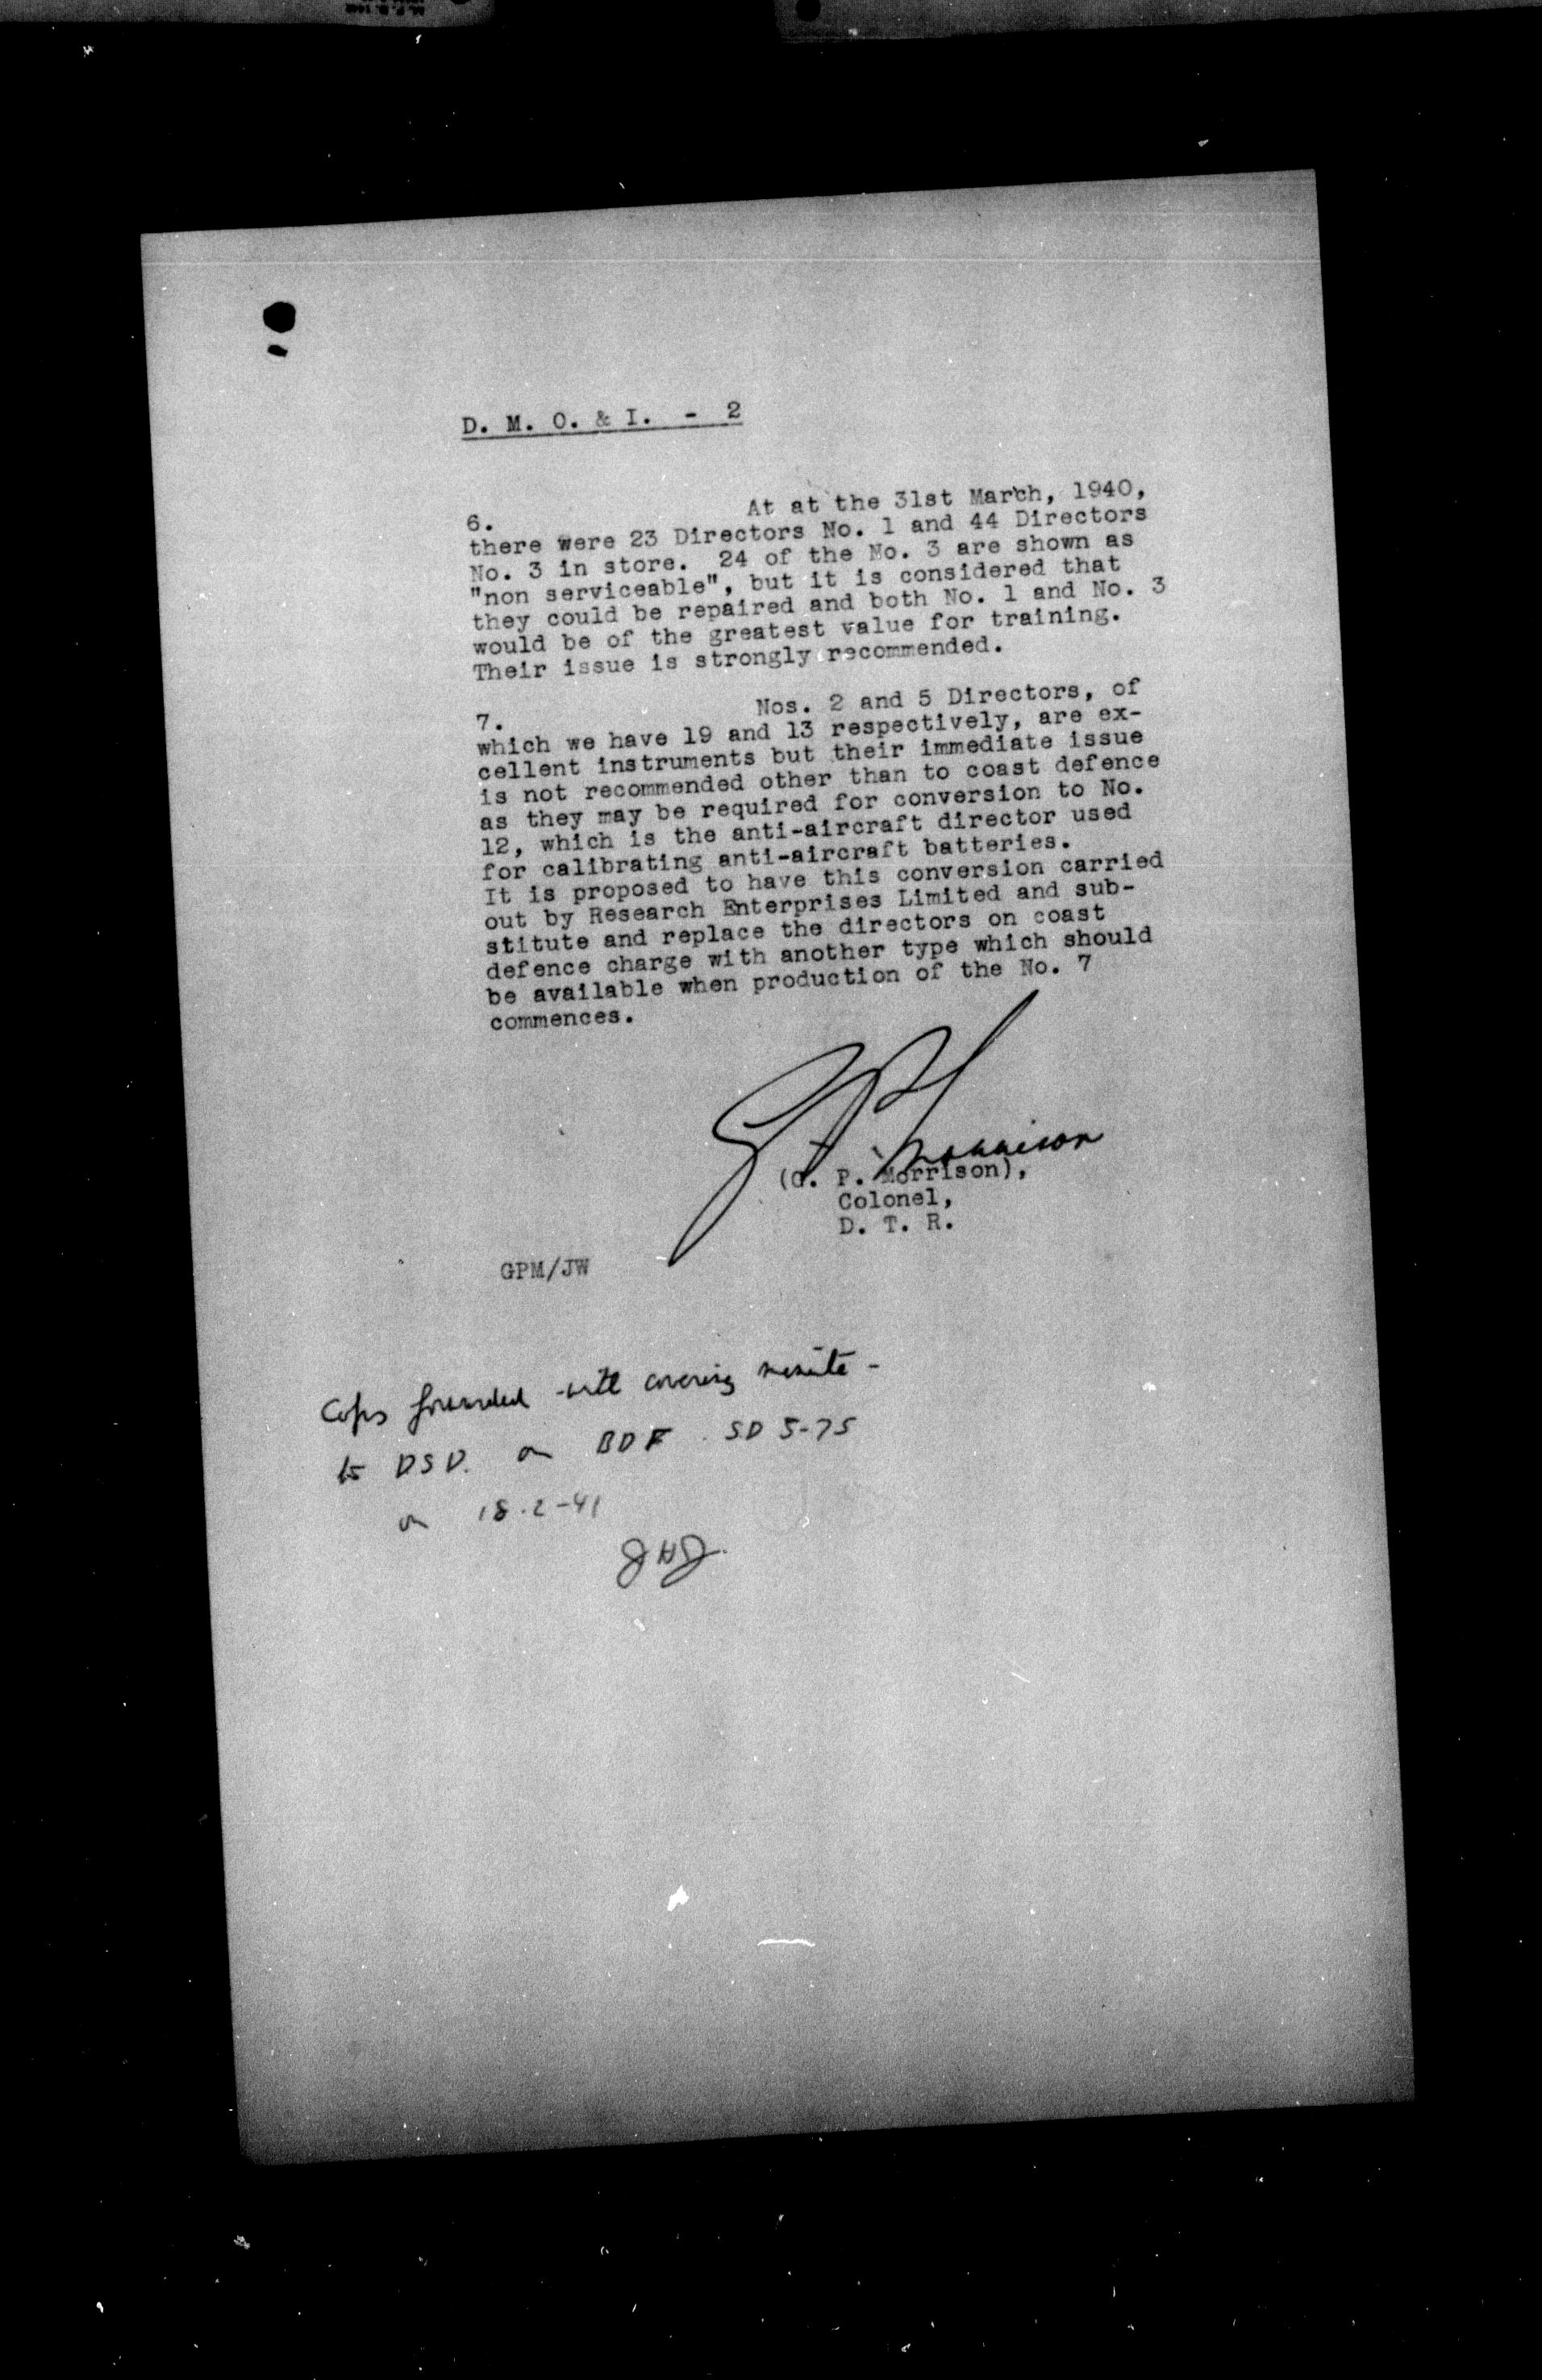 D. M. O. & I. - 2
6. At at the 31st March, 1940,
there were 23 Directors No. 1 and 44 Directors
No. 3 in store. 24 of the No. 3 are shown as
"non serviceable", but it is considered that
they could be repaired and both No. 1 and No. 3
would be of the greatest value for training.
Their issue is strongly recommended.
7. Nos. 2 and 5 Directors, of
which we have 19 and 13 respectively, are ex-
cellent instruments but their immediate issue
is not recommended other than to coast defence
as they may be required for conversion to No.
12, which is the anti-aircraft director used
for calibrating anti-aircraft batteries.
It is proposed to have this conversion carried
out by Research Enterprises Limited and sub-
stitute and replace the directors on coast
defence charge with another type which should
be available when production of the No. 7
commences.
G P Morrison
(G. P. Morrison),
Colonel,
D. T. R.
GPM/JW
Copy forwarded with covering minute -
to DSD. on BDF SD 5-75
on 18-2-41